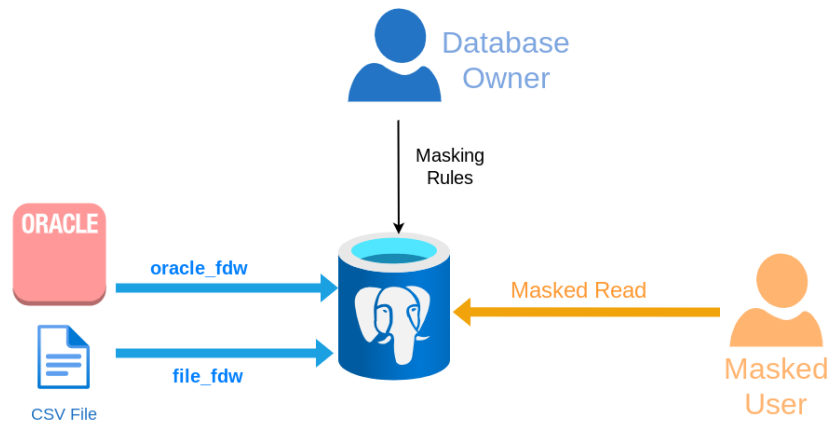 Database
Owner
Masking
Rules
ORACLE
oracle_fdw
Masked Read
file_fdw
Masked
User
CSV File